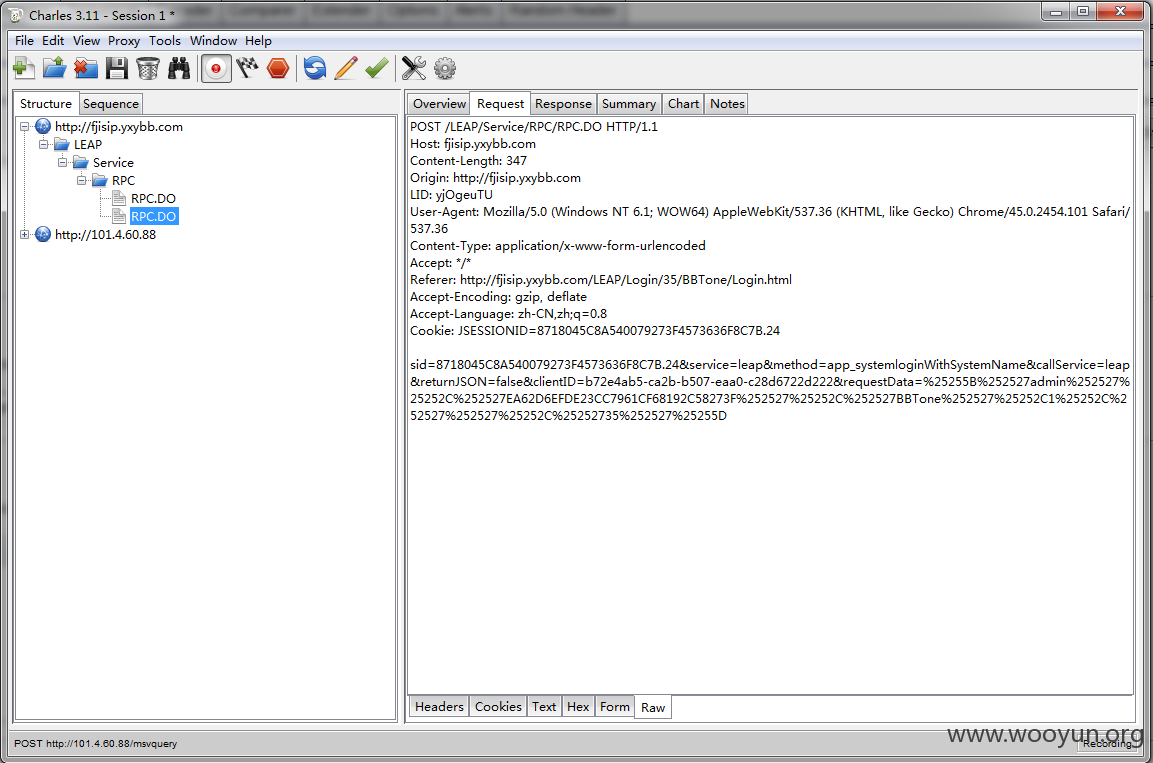 Charles 3.11 - Session 1 *
File Edit View Proxy Tools Window Help
Structure Sequence
http://fjisip.yxybb.com
LEAP
Service
RPC
RPC.DO
RPC.DO
http://101.4.60.88
Overview Request Response Summary Chart Notes
POST /LEAP/Service/RPC/RPC.DO HTTP/1.1
Host: fjisip.yxybb.com
Content-Length: 347
Origin: http://fjisip.yxybb.com
LID: yjOgeuTU
User-Agent: Mozilla/5.0 (Windows NT 6.1; WOW64) AppleWebKit/537.36 (KHTML, like Gecko) Chrome/45.0.2454.101 Safari/
537.36
Content-Type: application/x-www-form-urlencoded
Accept: */*
Referer: http://fjisip.yxybb.com/LEAP/Login/35/BBTone/Login.html
Accept-Encoding: gzip, deflate
Accept-Language: zh-CN,zh;q=0.8
Cookie: JSESSIONID=8718045C8A540079273F4573636F8C7B.24
sid=8718045C8A540079273F4573636F8C7B.24&service=leap&method=app_systemloginWithSystemName&callService=leap
&returnJSON=false&clientID=b72e4ab5-ca2b-b507-eaa0-c28d6722d222&requestData=%25255B%252527admin%252527%
25252C%252527EA62D6EFDE23CC7961CF68192C58273F%252527%25252C%252527BBTone%252527%25252C1%25252C%2
52527%252527%25252C%25252735%252527%25255D
Headers Cookies Text Hex Form Raw
POST http://101.4.60.88/msvquery
Recording
www.wooyun.org